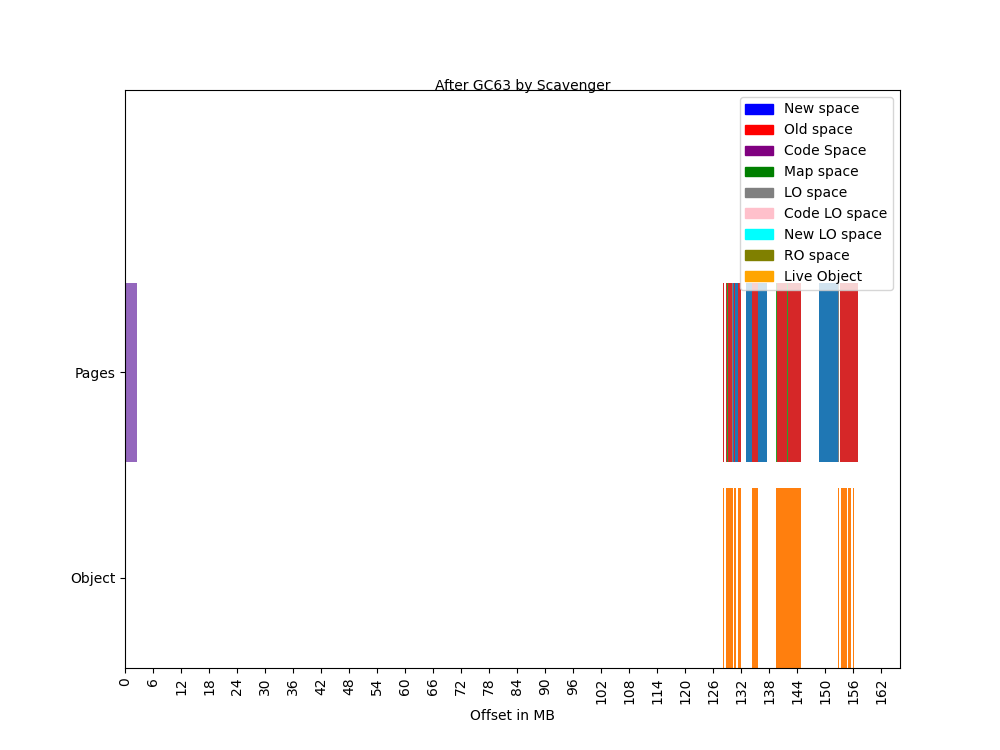 After GC63 by Scavenger
New space
Old space
Code Space
Map space
LO space
Code LO space
New LO space
RO space
Live Object
Pages
Object
0 6 12 18 24 30 36 42 48 54 60 66 72 78 84 90 96 102 108 114 120 126 132 138 144 150 156 162
Offset in MB